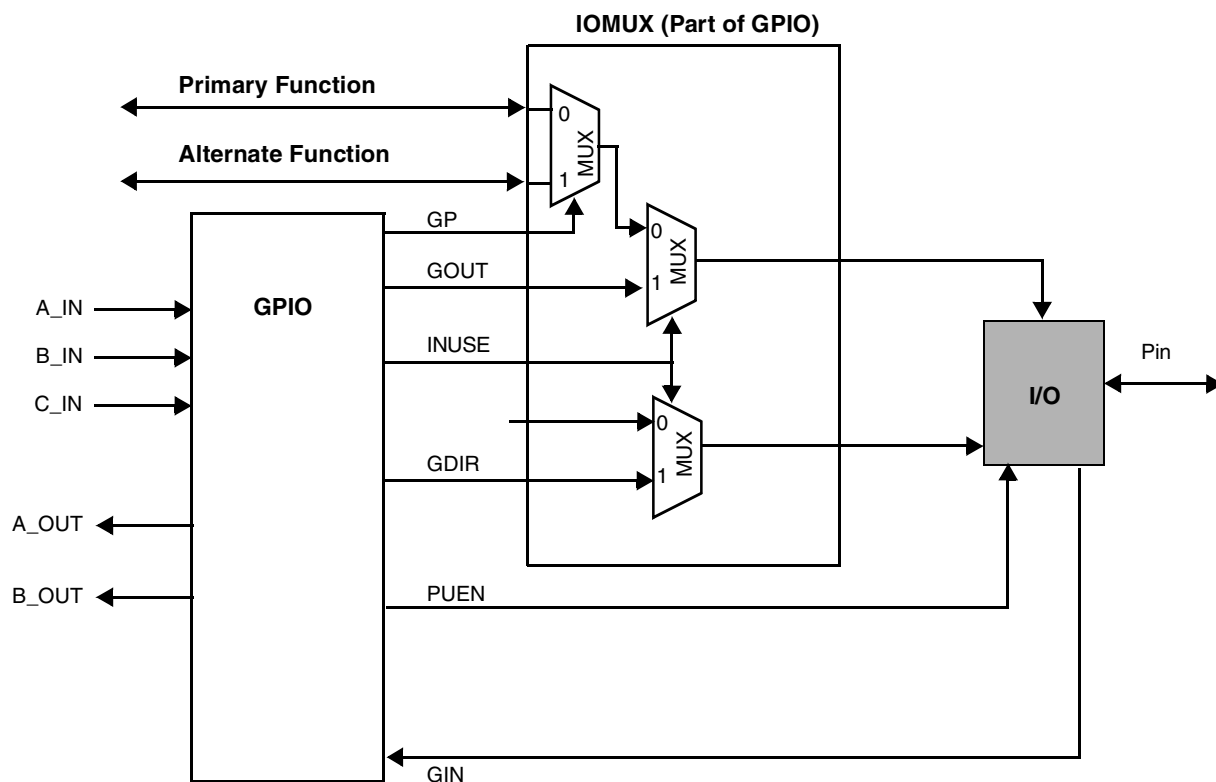 IOMUX (Part of GPIO)
Primary Function
0
MUX
Alternate Function
1
GP
0
MUX
GOUT
1
A_IN
GPIO
B_IN
INUSE
Pin
I/O
C_IN
0
MUX
GDIR
1
A_OUT
B_OUT
PUEN
GIN